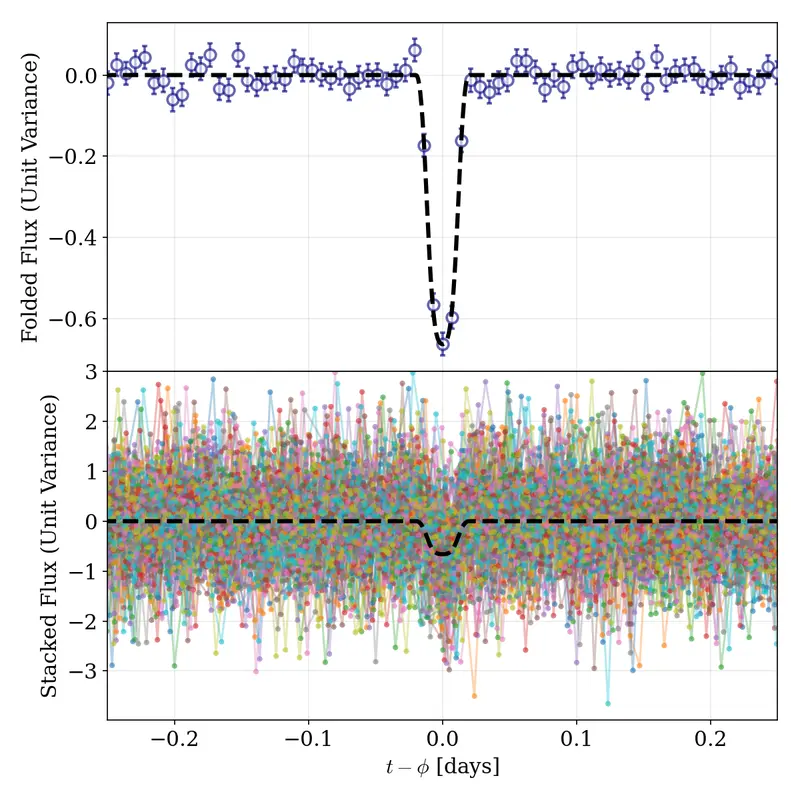 Folded Flux (Unit Variance)
0.0
−0.2
−0.4
−0.6
Stacked Flux (Unit Variance)
3
2
1
0
−1
−2
−3
−0.2 −0.1 0.0 0.1 0.2
t − ϕ [days]